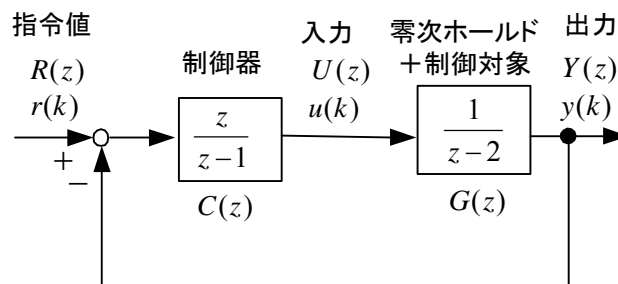 指令値
R(z)
r(k)
+
−
制御器
z
z−1
C(z)
入力
U(z)
u(k)
零次ホールド
＋制御対象
1
z−2
G(z)
出力
Y(z)
y(k)